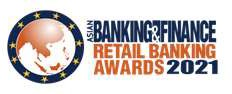 ASIAN
BANKING&FINANCE
RETAIL BANKING
AWARDS 2021